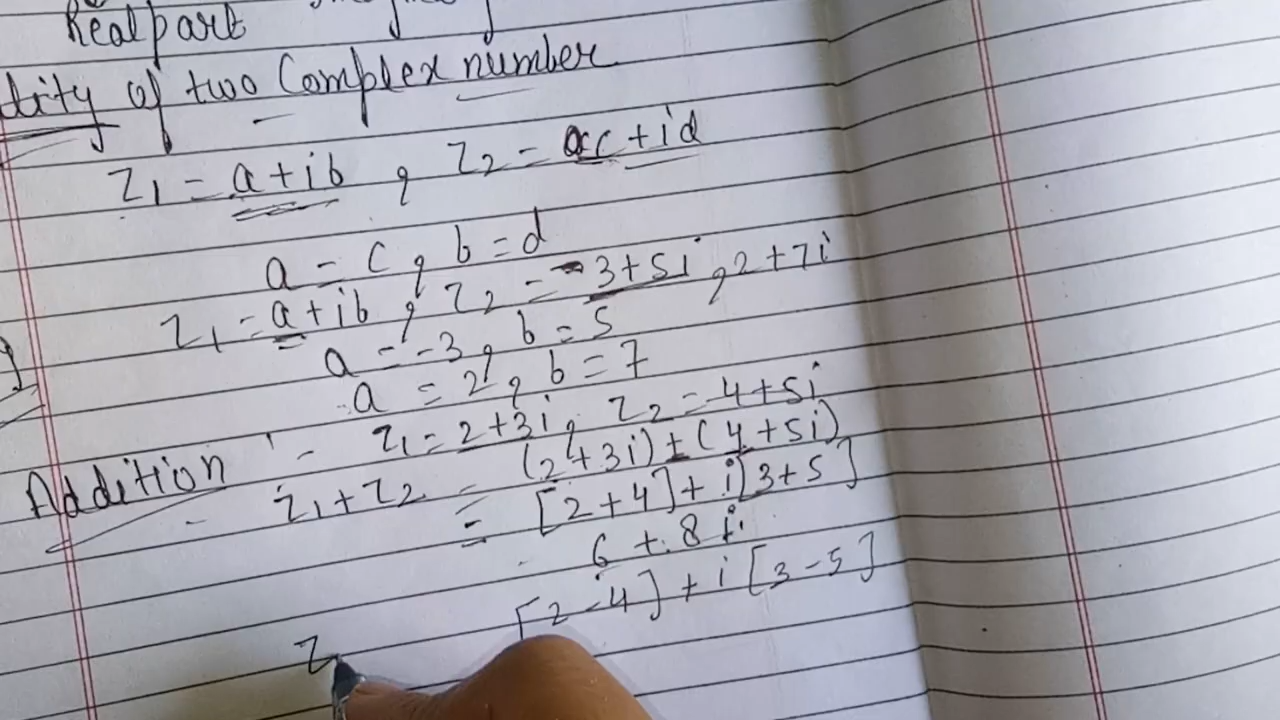 Real part
of two Complex number
Z1 = a+ib , Z2 = c+id
a = c , b = d
Z1 = a+ib , Z2 = -3+5i , 2+7i
a = -3 , b = 5
a = 2 , b = 7
Addition - Z1 = 2+3i , Z2 = 4+5i
Z1+Z2 = (2+3i) ± (4+5i)
= [2+4] + i[3+5]
6 + 8i
[2-4] + i[3-5]
Z